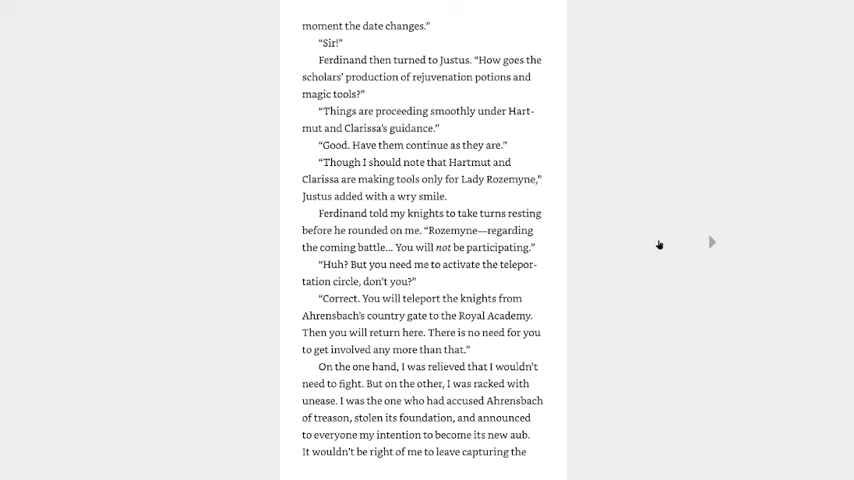 moment the date changes.”
“Sir!”
Ferdinand then turned to Justus. “How goes the
scholars’ production of rejuvenation potions and
magic tools?”
“Things are proceeding smoothly under Hart-
mut and Clarissa’s guidance.”
“Good. Have them continue as they are.”
“Though I should note that Hartmut and
Clarissa are making tools only for Lady Rozemyne,”
Justus added with a wry smile.
Ferdinand told my knights to take turns resting
before he rounded on me. “Rozemyne—regarding
the coming battle... You will not be participating.”
“Huh? But you need me to activate the telepor-
tation circle, don’t you?”
“Correct. You will teleport the knights from
Ahrensbach’s country gate to the Royal Academy.
Then you will return here. There is no need for you
to get involved any more than that.”
On the one hand, I was relieved that I wouldn’t
need to fight. But on the other, I was racked with
unease. I was the one who had accused Ahrensbach
of treason, stolen its foundation, and announced
to everyone my intention to become its new aub.
It wouldn’t be right of me to leave capturing the